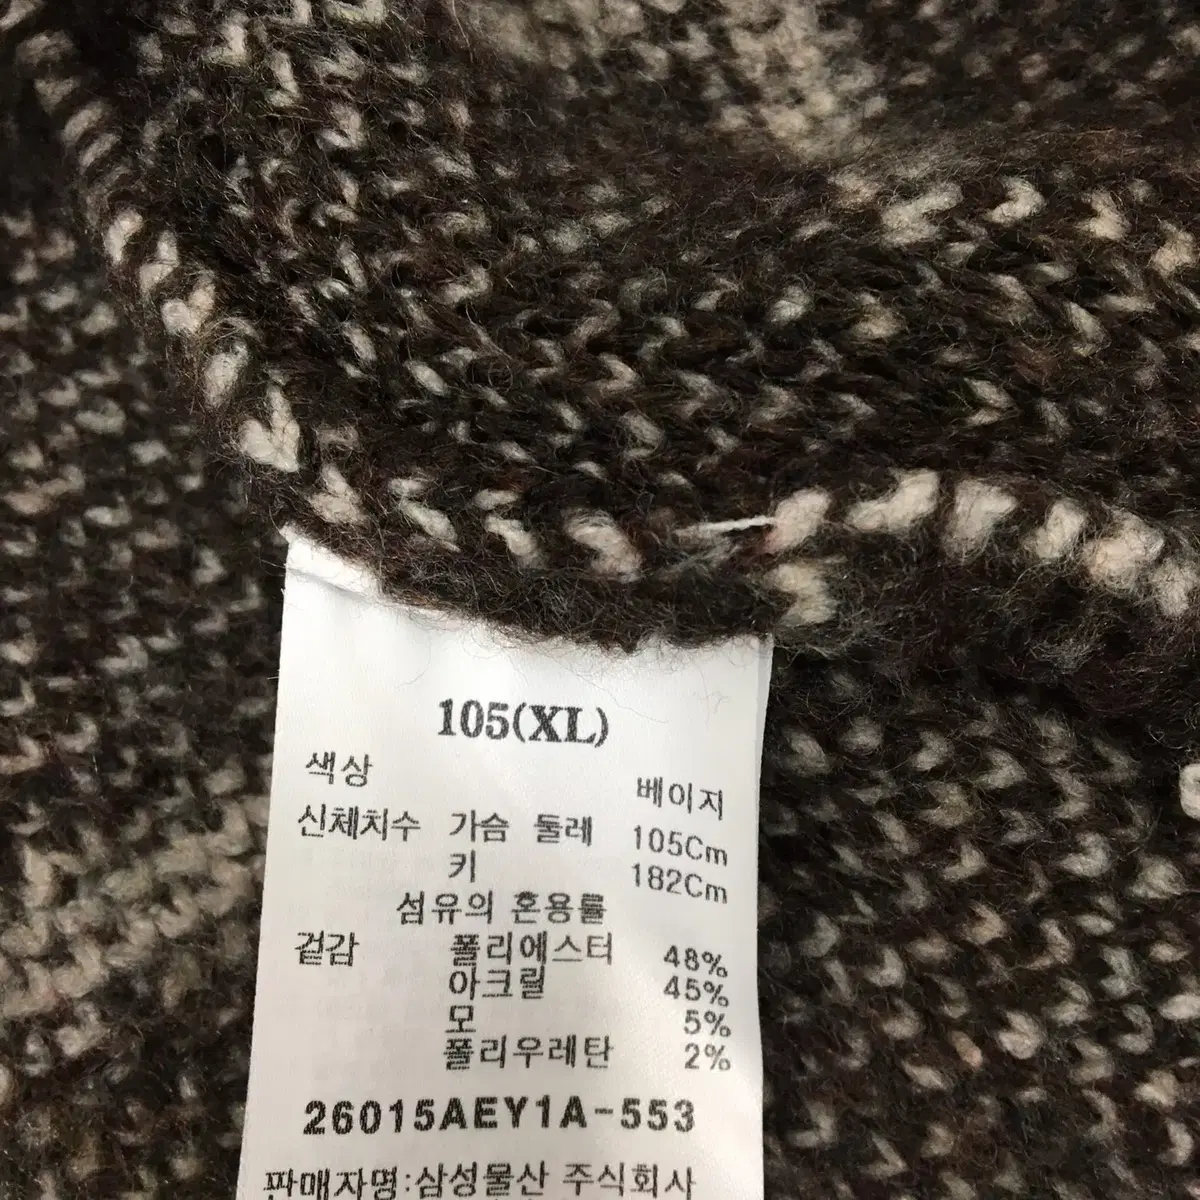 105(XL)
색상 베이지
신체치수 가슴 둘레 105Cm
키 182Cm
섬유의 혼용률
겉감 폴리에스터 48%
아크릴 45%
모 5%
폴리우레탄 2%
26015AEY1A-553
판매자명:삼성물산 주식회사